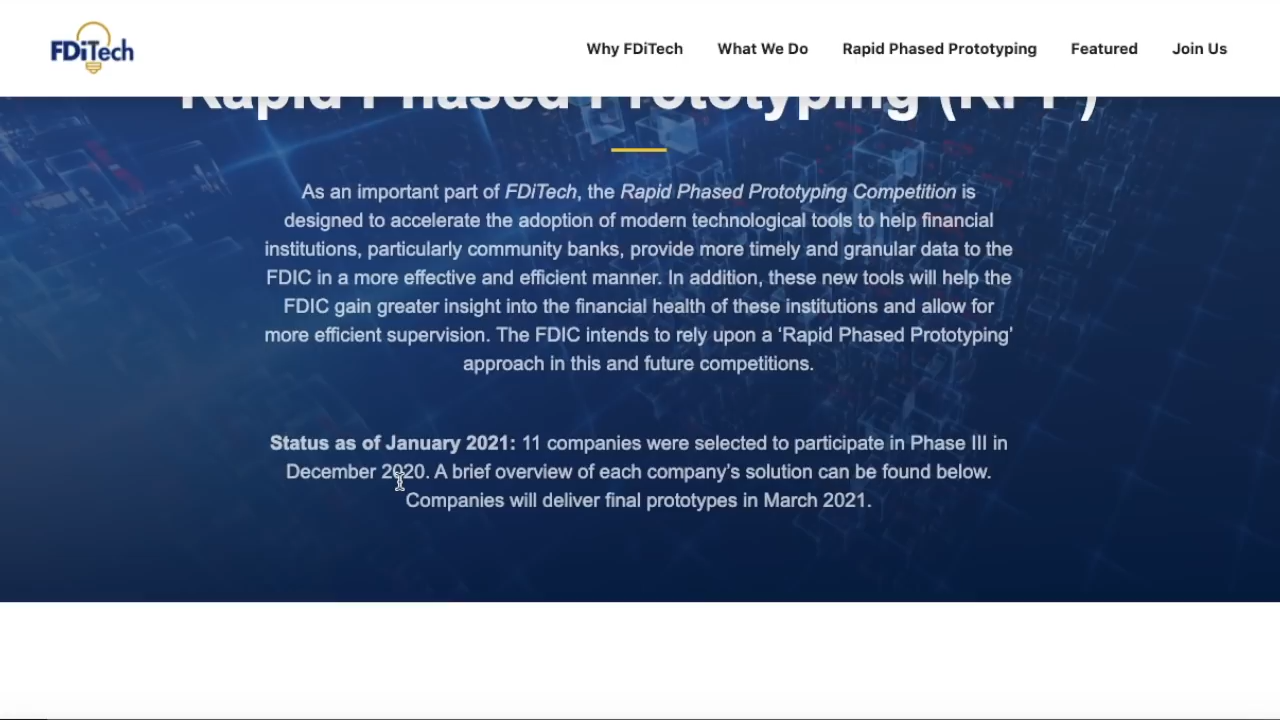 FDiTech
Why FDiTech What We Do Rapid Phased Prototyping Featured Join Us
Rapid Phased Prototyping (RPP)
As an important part of FDiTech, the Rapid Phased Prototyping Competition is
designed to accelerate the adoption of modern technological tools to help financial
institutions, particularly community banks, provide more timely and granular data to the
FDIC in a more effective and efficient manner. In addition, these new tools will help the
FDIC gain greater insight into the financial health of these institutions and allow for
more efficient supervision. The FDIC intends to rely upon a ‘Rapid Phased Prototyping’
approach in this and future competitions.
Status as of January 2021: 11 companies were selected to participate in Phase III in
December 2020. A brief overview of each company’s solution can be found below.
Companies will deliver final prototypes in March 2021.